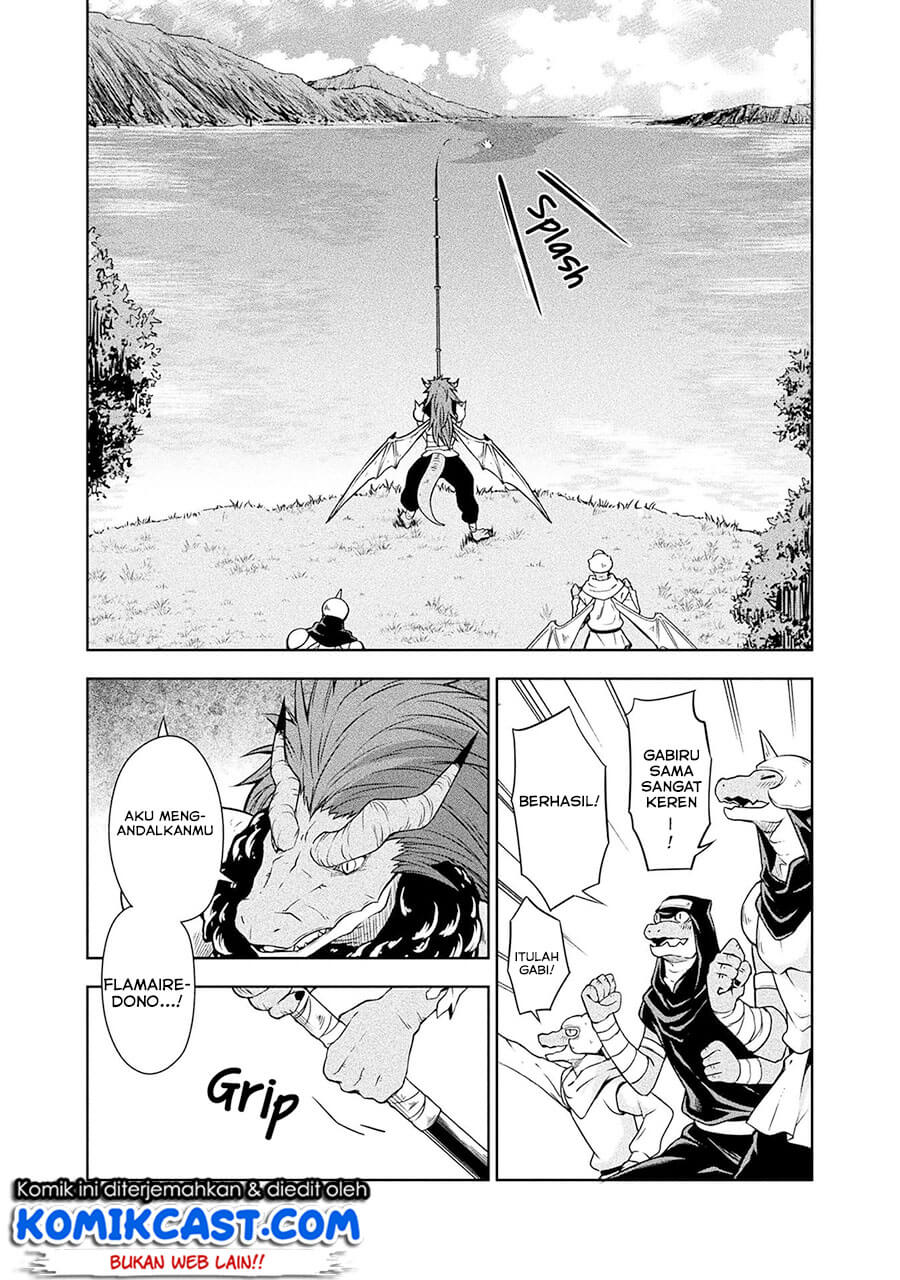 Splash
GABIRU
SAMA
SANGAT
KEREN
–
!
BERHASIL!
ITULAH
GABI!
AKU MENG-
ANDALKANMU
FLAMAIRE-
DONO...!
Grip
Komik ini diterjemahkan & diedit oleh
KOMIKCAST.COM
BUKAN WEB LAIN!!